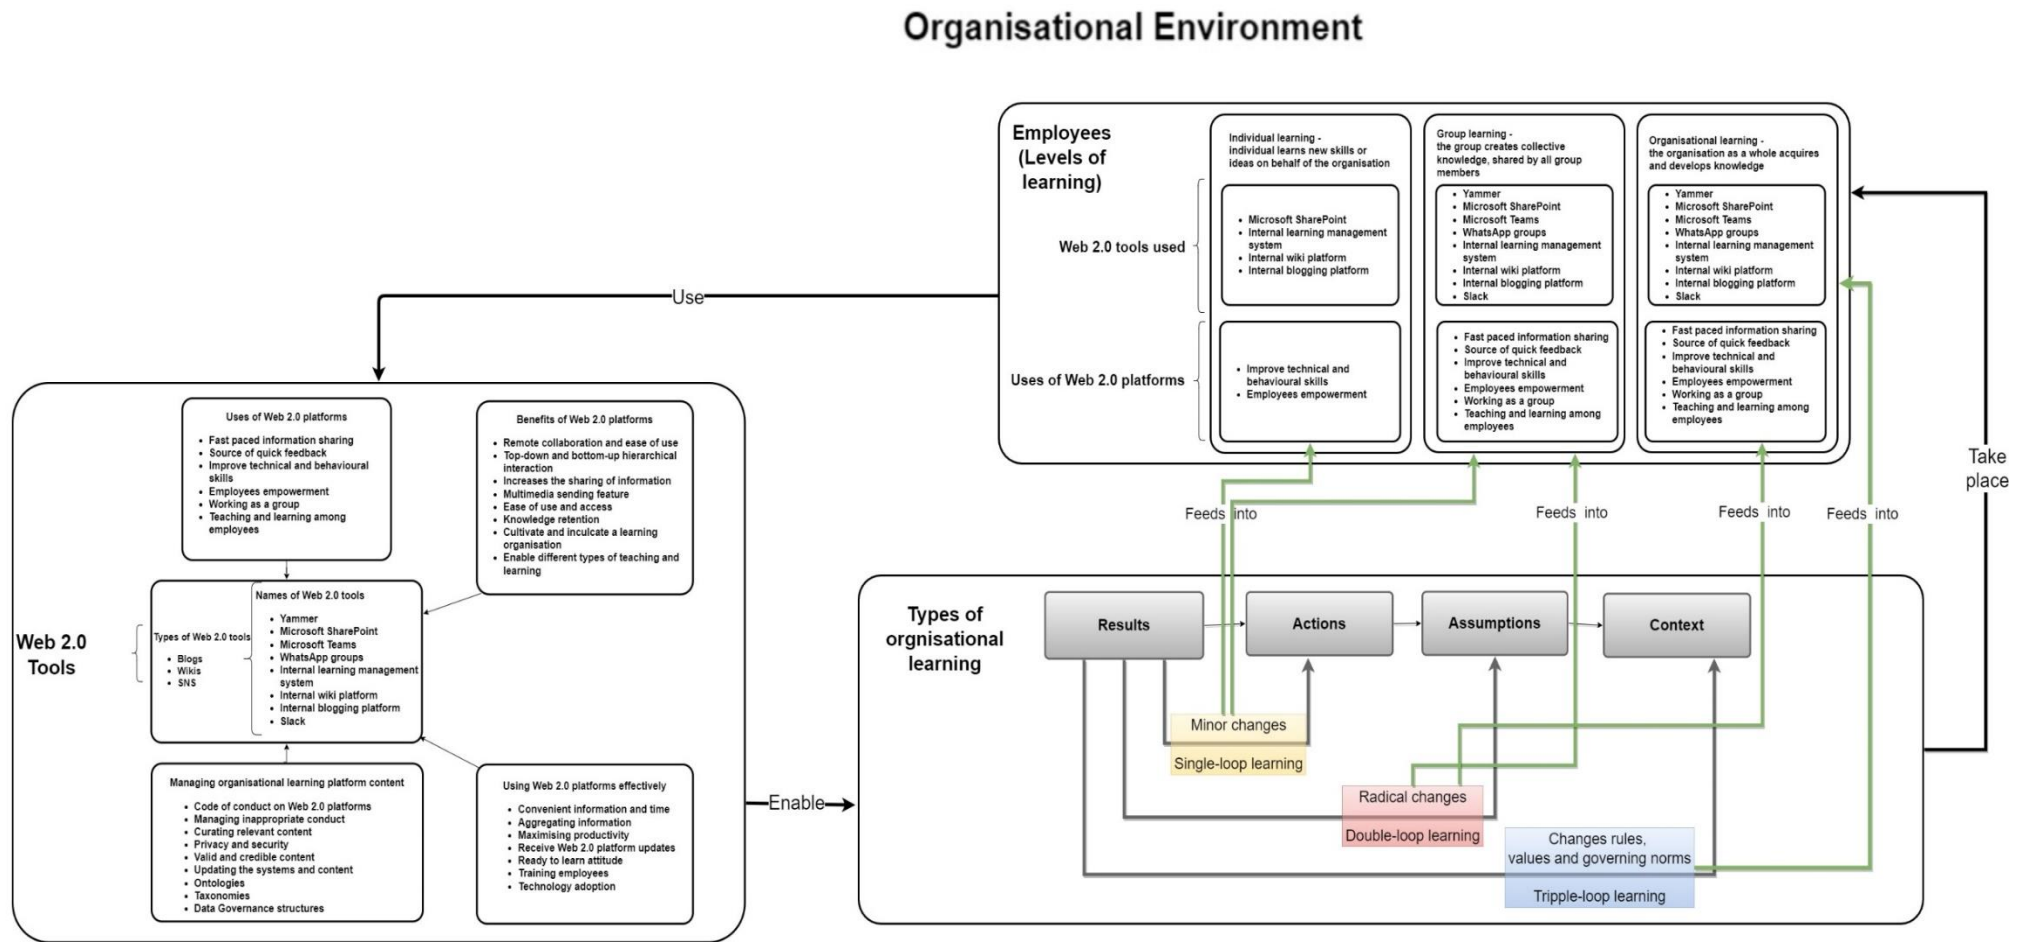 Organisational Environment
Employees
(Levels of
learning)
Individual learning -
individual learns new skills or
ideas on behalf of the organisation
Group learning -
the group creates collective
knowledge, shared by all group
members
Organisational learning -
the organisation as a whole acquires
and develops knowledge
Web 2.0 tools used
• Microsoft SharePoint
• Internal learning management
system
• Internal wiki platform
• Internal blogging platform
• Yammer
• Microsoft SharePoint
• Microsoft Teams
• WhatsApp groups
• Internal learning management
system
• Internal wiki platform
• Internal blogging platform
• Slack
• Yammer
• Microsoft SharePoint
• Microsoft Teams
• WhatsApp groups
• Internal learning management
system
• Internal wiki platform
• Internal blogging platform
• Slack
Uses of Web 2.0 platforms
• Improve technical and
behavioural skills
• Employees empowerment
• Fast paced information sharing
• Source of quick feedback
• Improve technical and
behavioural skills
• Employees empowerment
• Working as a group
• Teaching and learning among
employees
• Fast paced information sharing
• Source of quick feedback
• Improve technical and
behavioural skills
• Employees empowerment
• Working as a group
• Teaching and learning among
employees
Use
Take
place
Feeds into
Feeds into
Feeds into
Feeds into
Web 2.0
Tools
Uses of Web 2.0 platforms
• Fast paced information sharing
• Source of quick feedback
• Improve technical and behavioural
skills
• Employees empowerment
• Working as a group
• Teaching and learning among
employees
Benefits of Web 2.0 platforms
• Remote collaboration and ease of use
• Top-down and bottom-up hierarchical
interaction
• Increases the sharing of information
• Multimedia sending feature
• Ease of use and access
• Knowledge retention
• Cultivate and inculcate a learning
organisation
• Enable different types of teaching and
learning
Types of Web 2.0 tools
• Blogs
• Wikis
• SNS
Names of Web 2.0 tools
• Yammer
• Microsoft SharePoint
• Microsoft Teams
• WhatsApp groups
• Internal learning management
system
• Internal wiki platform
• Internal blogging platform
• Slack
Managing organisational learning platform content
• Code of conduct on Web 2.0 platforms
• Managing inappropriate conduct
• Curating relevant content
• Privacy and security
• Valid and credible content
• Updating the systems and content
• Ontologies
• Taxonomies
• Data Governance structures
Using Web 2.0 platforms effectively
• Convenient information and time
• Aggregating information
• Maximising productivity
• Receive Web 2.0 platform updates
• Ready to learn attitude
• Training employees
• Technology adoption
Enable
Types of
orgnisational
learning
Results
Actions
Assumptions
Context
Minor changes
Single-loop learning
Radical changes
Double-loop learning
Changes rules,
values and governing norms
Tripple-loop learning